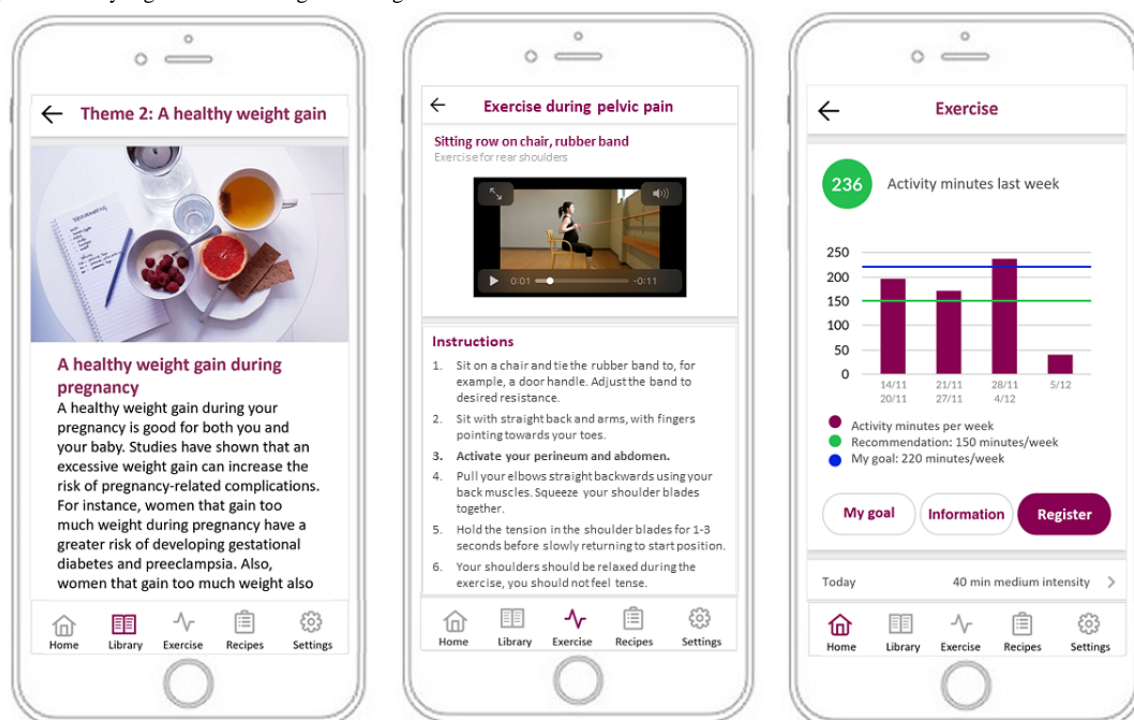 Theme 2: A healthy weight gain
A healthy weight gain during
pregnancy
A healthy weight gain during your
pregnancy is good for both you and
your baby. Studies have shown that an
excessive weight gain can increase the
risk of pregnancy-related complications.
For instance, women that gain too
much weight during pregnancy have a
greater risk of developing gestational
diabetes and preeclampsia. Also,
women that gain too much weight also
Home Library Exercise Recipes Settings
Exercise during pelvic pain
Sitting row on chair, rubber band
Exercise for rear shoulders
0:01 -0:11
Instructions
1. Sit on a chair and tie the rubber band to, for
example, a door handle. Adjust the band to
desired resistance.
2. Sit with straight back and arms, with fingers
pointing towards your toes.
3. Activate your perineum and abdomen.
4. Pull your elbows straight backwards using your
back muscles. Squeeze your shoulder blades
together.
5. Hold the tension in the shoulder blades for 1-3
seconds before slowly returning to start position.
6. Your shoulders should be relaxed during the
exercise, you should not feel tense.
Home Library Exercise Recipes Settings
Exercise
236 Activity minutes last week
250
200
150
100
50
0
14/11 21/11 28/11 5/12
20/11 27/11 4/12
Activity minutes per week
Recommendation: 150 minutes/week
My goal: 220 minutes/week
My goal Information Register
Today 40 min medium intensity >
Home Library Exercise Recipes Settings